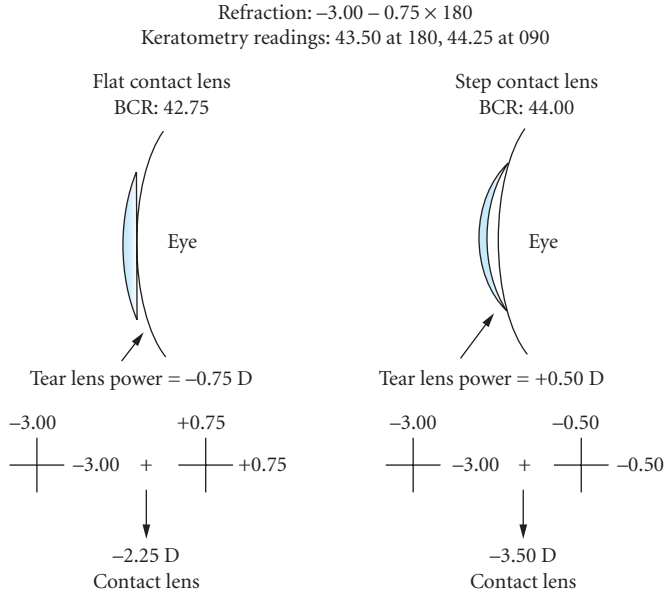 Refraction: –3.00 – 0.75 × 180
Keratometry readings: 43.50 at 180, 44.25 at 090
Flat contact lens
BCR: 42.75
Eye
Tear lens power = –0.75 D
–3.00
–3.00
+
+0.75
+0.75
–2.25 D
Contact lens
Step contact lens
BCR: 44.00
Eye
Tear lens power = +0.50 D
–3.00
–3.00
+
–0.50
–0.50
–3.50 D
Contact lens